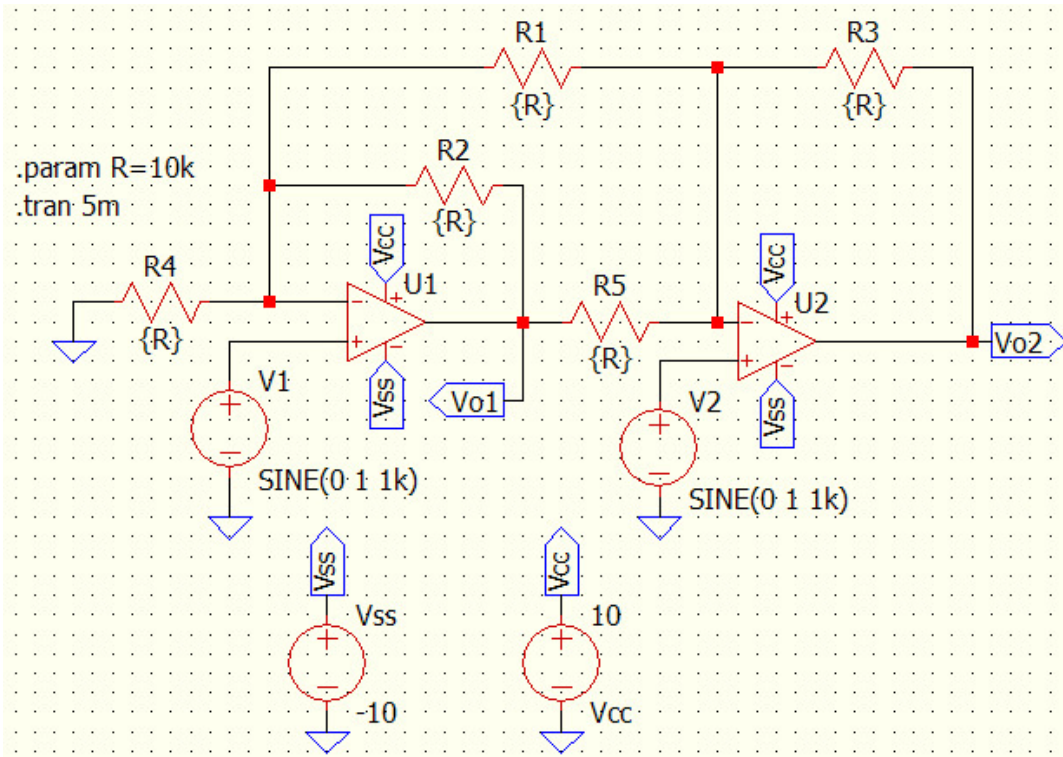 R1
R3
{R}
{R}
.param R=10k
.tran 5m
R2
{R}
Vcc
Vcc
R4
U1
R5
U2
{R}
{R}
Vss
Vo1
Vss
Vo2
V1
V2
SINE(0 1 1k)
SINE(0 1 1k)
Vss
Vcc
Vss
10
-10
Vcc